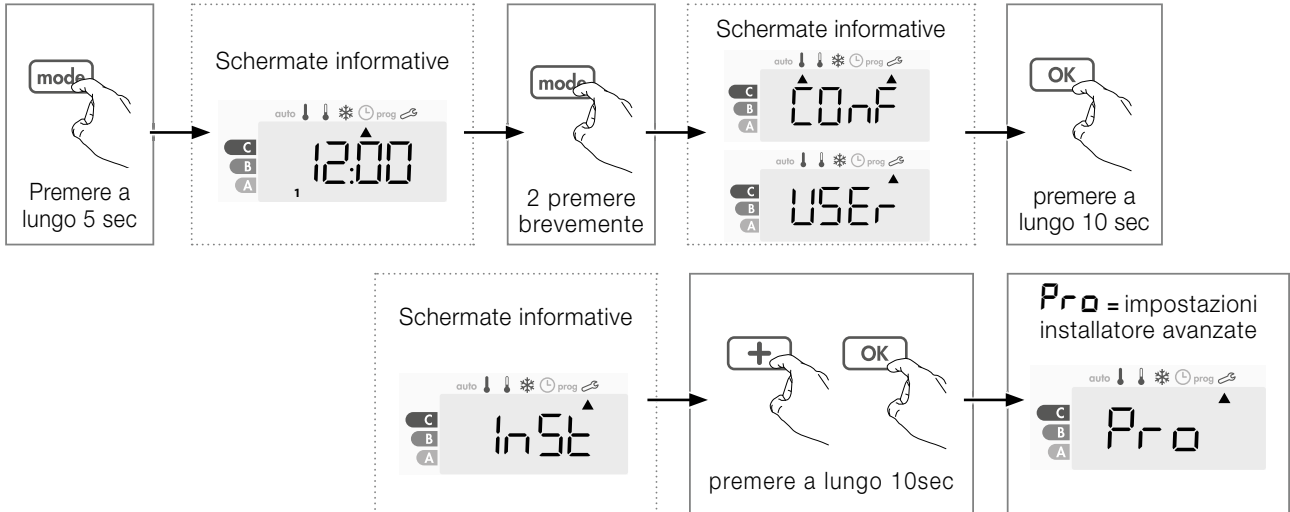 mode
Premere a
lungo 5 sec
Schermate informative
auto prog
C
B
A
12:00
1
mode
2 premere
brevemente
Schermate informative
auto prog
C
B
A
COnF
auto prog
C
B
A
USEr
OK
premere a
lungo 10 sec
Schermate informative
auto prog
C
B
A
InSt
+
OK
premere a lungo 10sec
Pro = impostazioni
installatore avanzate
auto prog
C
B
A
Pro